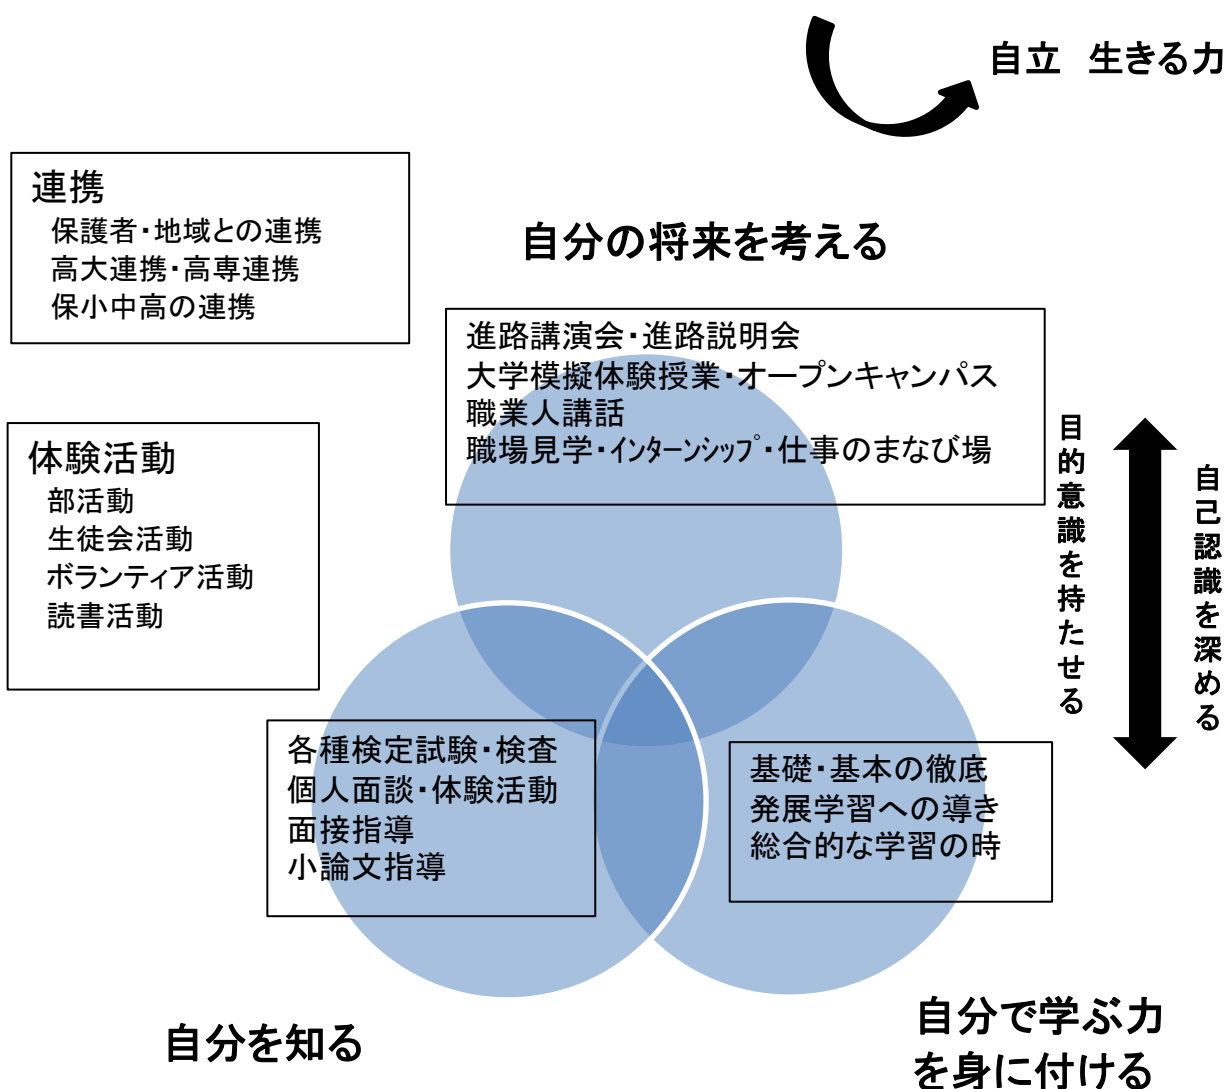 自立　生きる力
連携
保護者・地域との連携
高大連携・高専連携
保小中高の連携
自分の将来を考える
進路講演会・進路説明会
大学模擬体験授業・オープンキャンパス
職業人講話
職場見学・インターンシップ・仕事のまなび場
体験活動
部活動
生徒会活動
ボランティア活動
読書活動
目的意識を持たせる
自己認識を深める
各種検定試験・検査
個人面談・体験活動
面接指導
小論文指導
基礎・基本の徹底
発展学習への導き
総合的な学習の時
自分を知る
自分で学ぶ力
を身に付ける